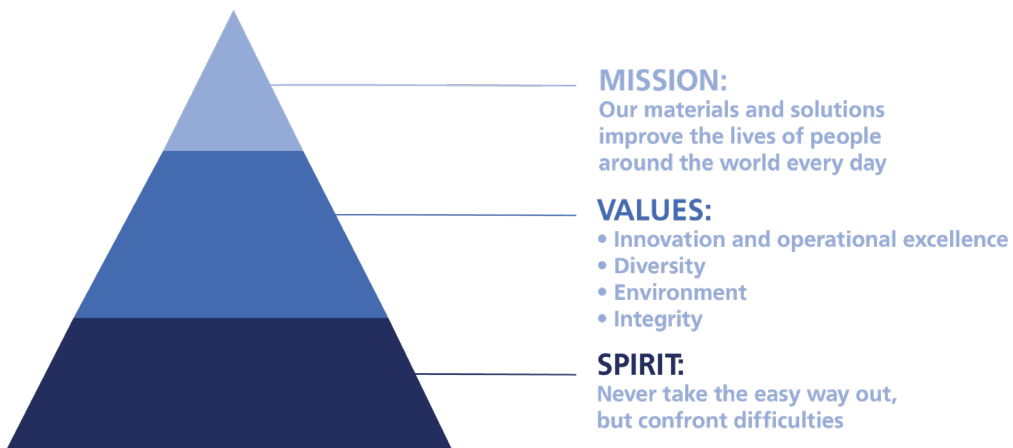 MISSION:
Our materials and solutions
improve the lives of people
around the world every day
VALUES:
• Innovation and operational excellence
• Diversity
• Environment
• Integrity
SPIRIT:
Never take the easy way out,
but confront difficulties